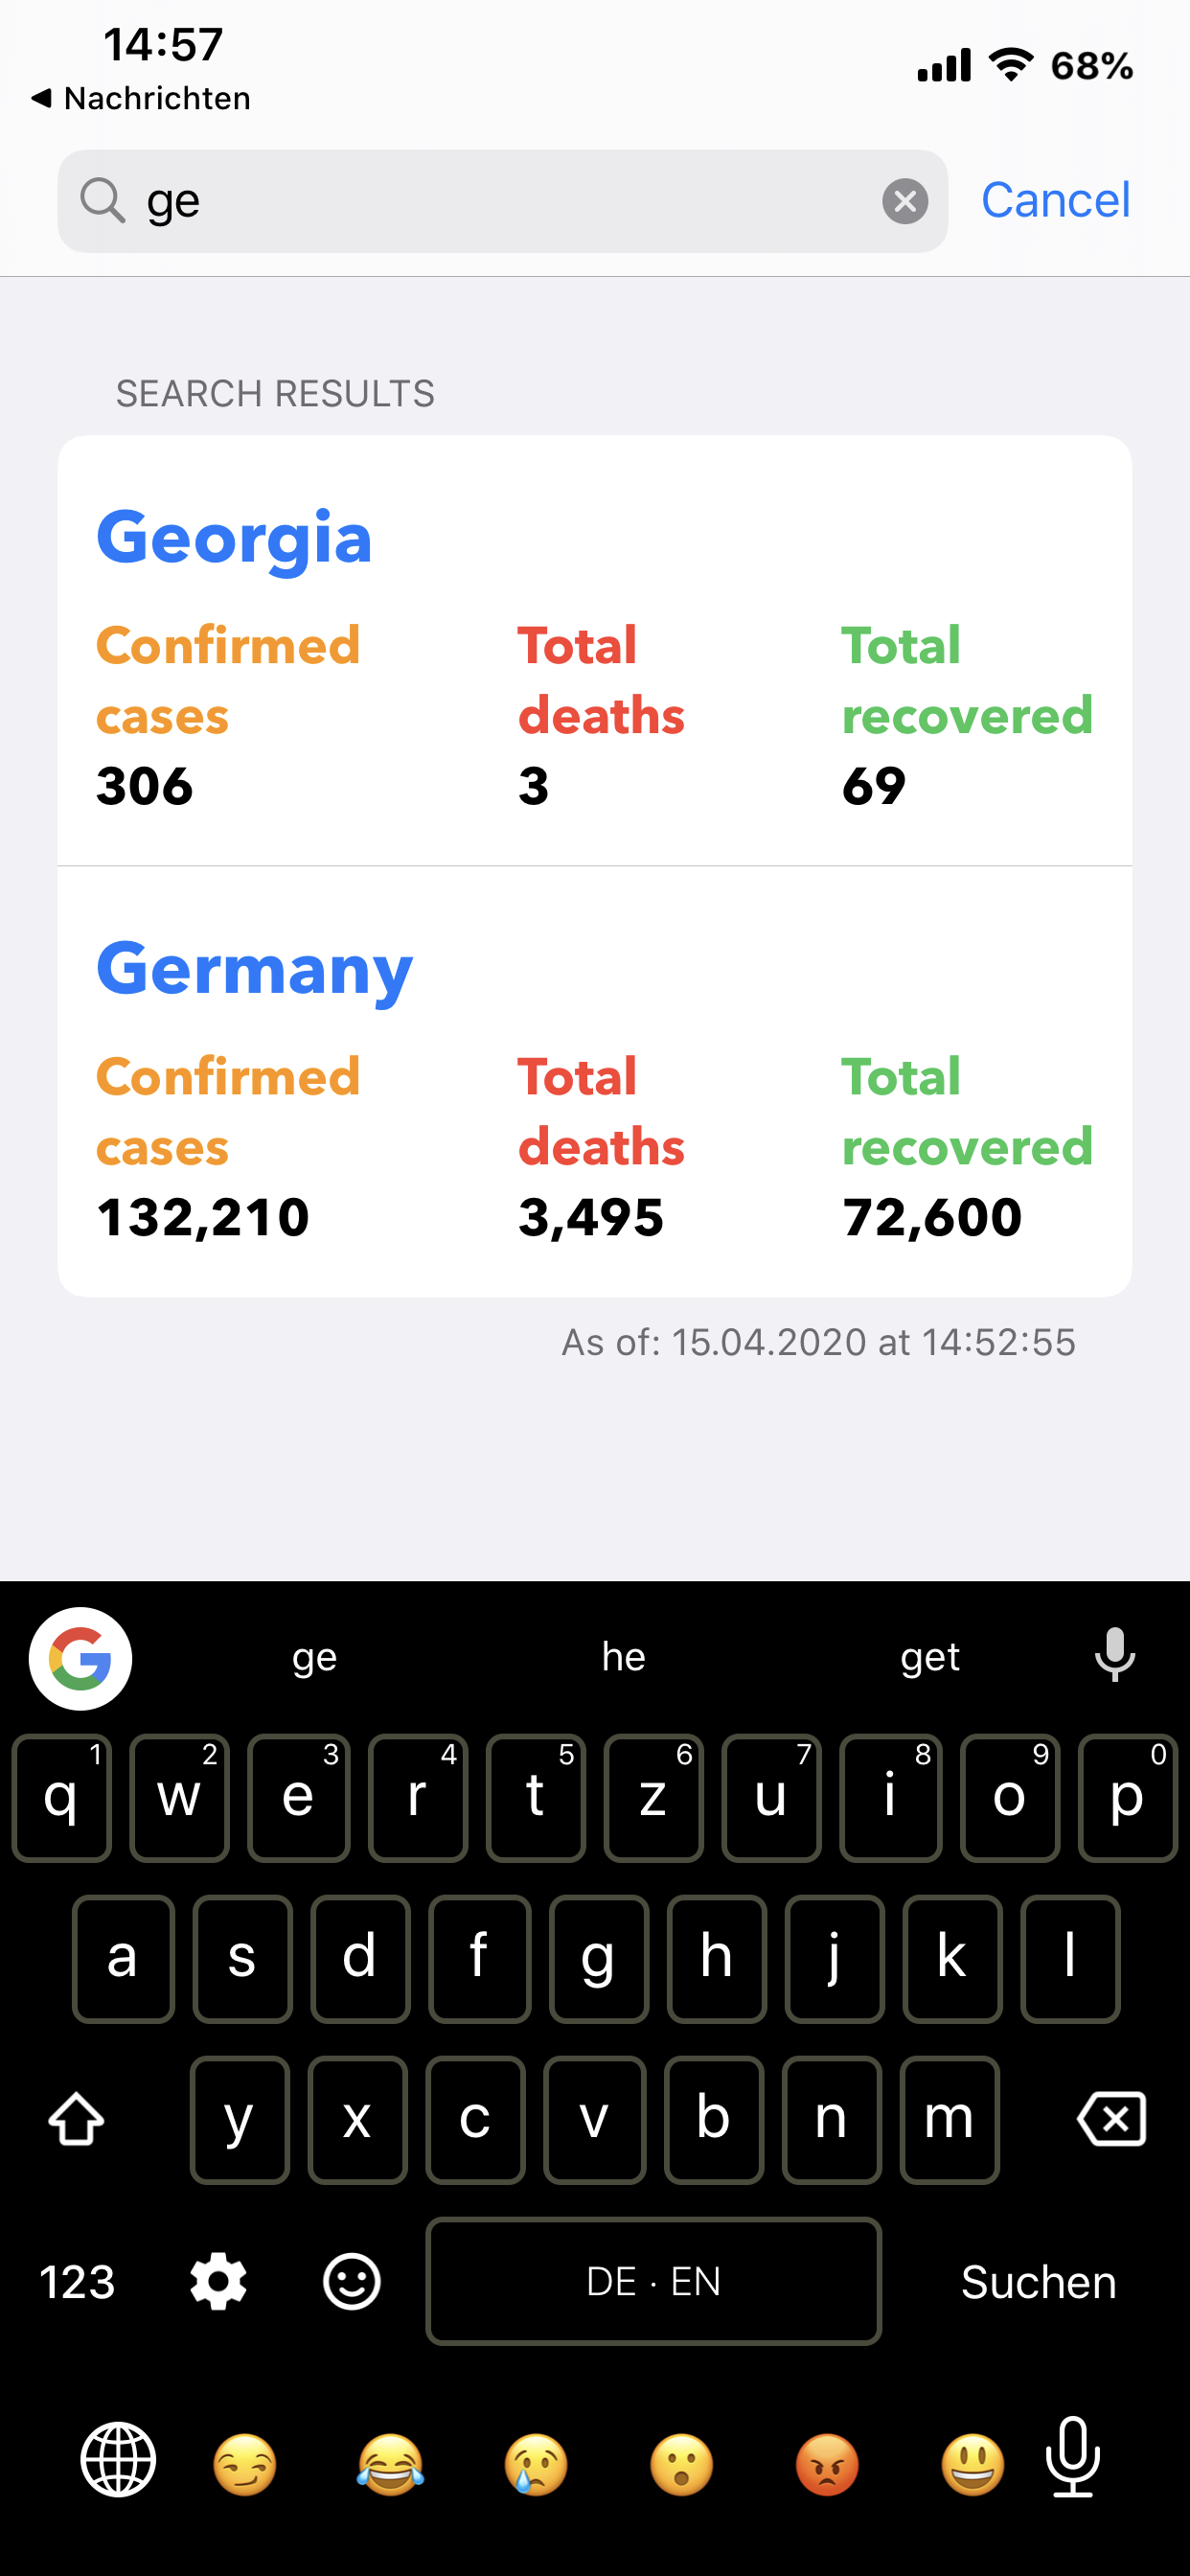 14:57
68%
◀ Nachrichten
ge
Cancel
SEARCH RESULTS
Georgia
Confirmed cases
306
Total deaths
3
Total recovered
69
Germany
Confirmed cases
132,210
Total deaths
3,495
Total recovered
72,600
As of: 15.04.2020 at 14:52:55
G
ge he get
1 2 3 4 5 6 7 8 9 0
q w e r t z u i o p
a s d f g h j k l
y x c v b n m
123
DE · EN
Suchen